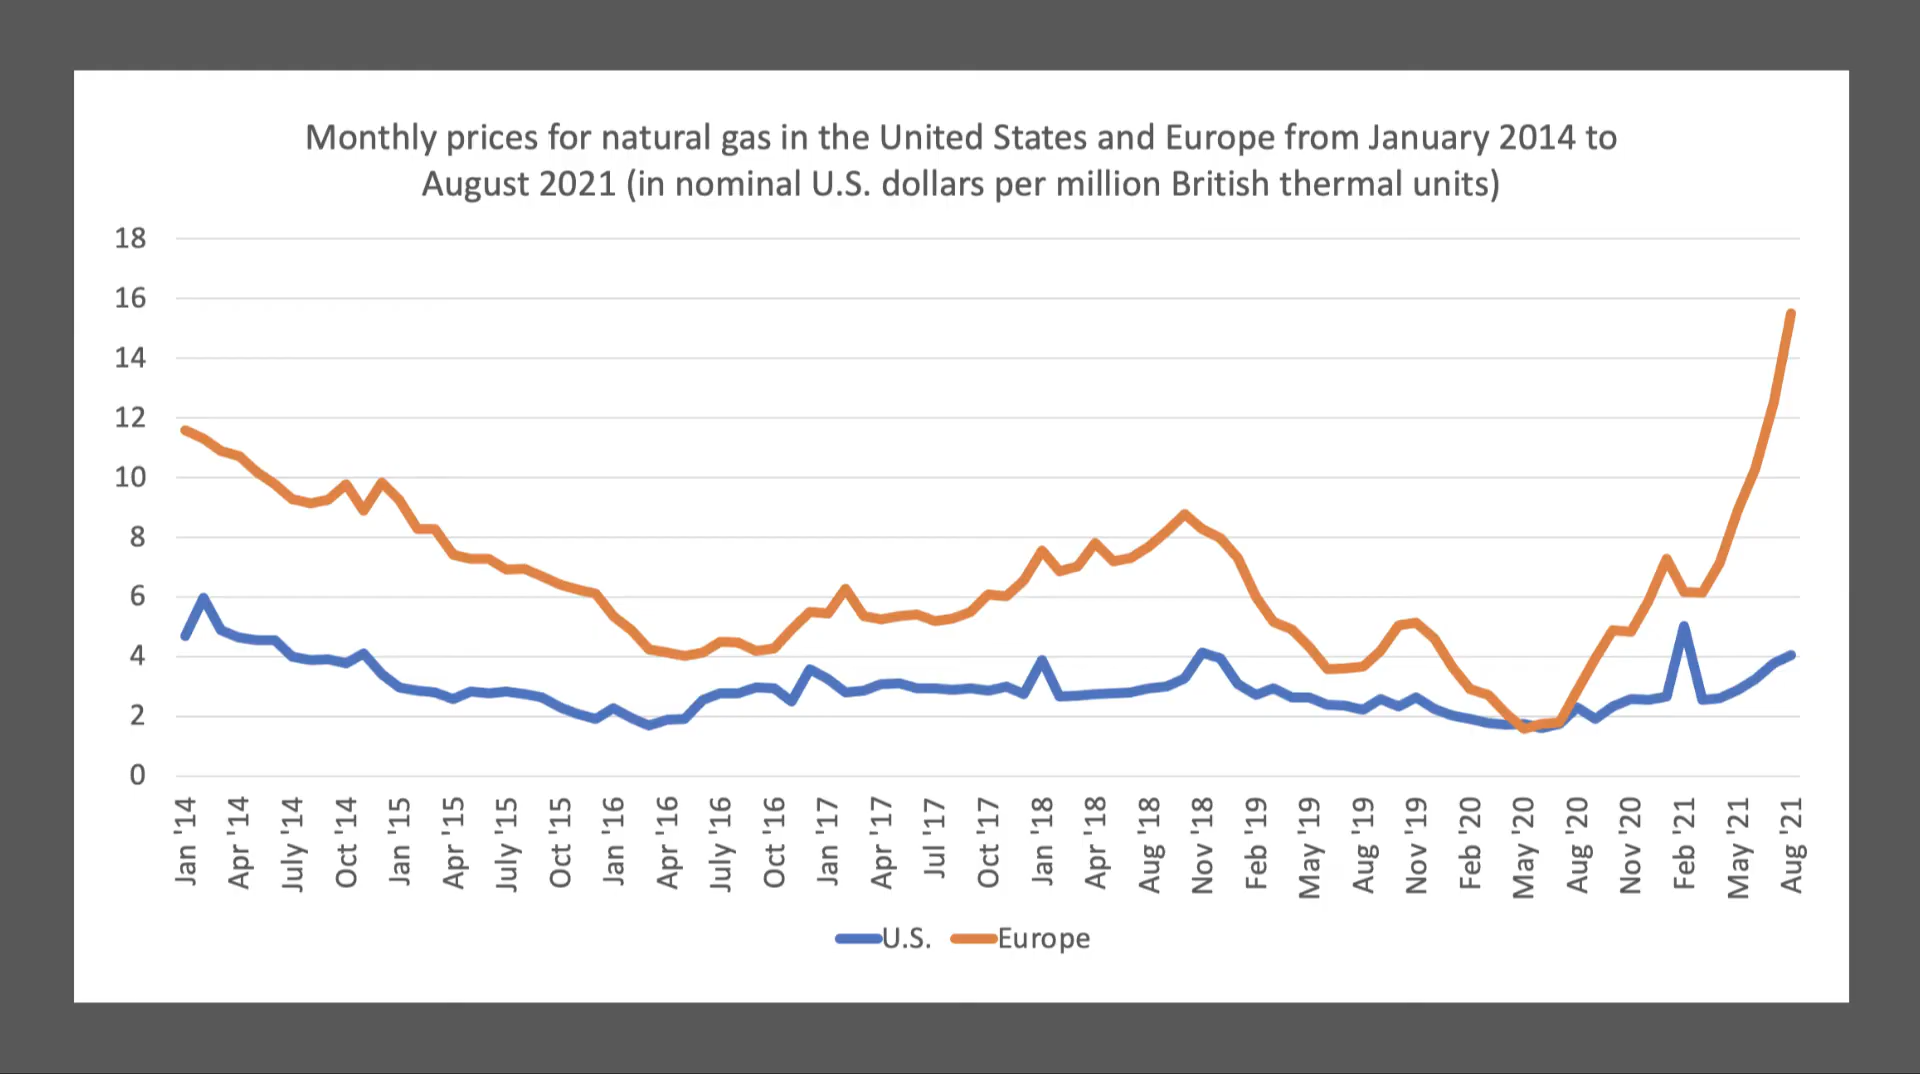 Monthly prices for natural gas in the United States and Europe from January 2014 to
August 2021 (in nominal U.S. dollars per million British thermal units)
18
16
14
12
10
8
6
4
2
0
Jan '14
Apr '14
July '14
Oct '14
Jan '15
Apr '15
July '15
Oct '15
Jan '16
Apr '16
July '16
Oct '16
Jan '17
Apr '17
Jul '17
Oct '17
Jan '18
Apr '18
Aug '18
Nov '18
Feb '19
May '19
Aug '19
Nov '19
Feb '20
May '20
Aug '20
Nov '20
Feb '21
May '21
Aug '21
U.S.
Europe